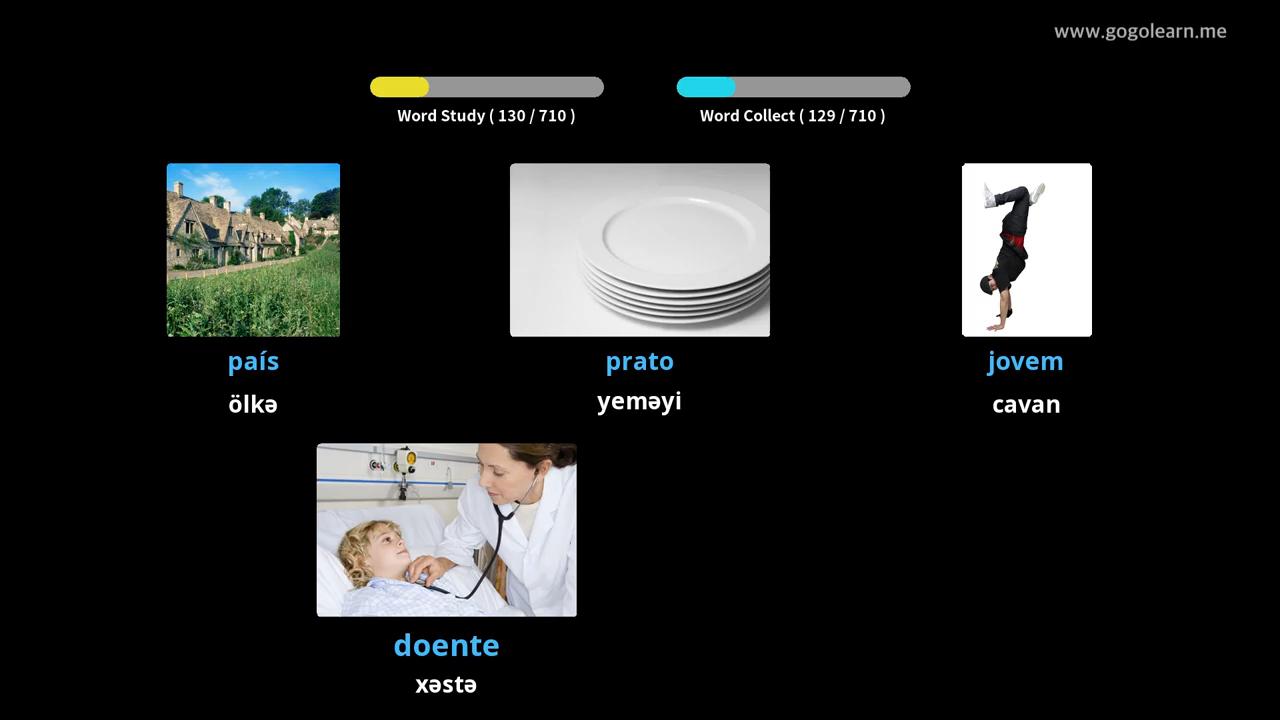 www.gogolearn.me
Word Study ( 130 / 710 )
Word Collect ( 129 / 710 )
país
prato
jovem
ölkə
yeməyi
cavan
doente
xəstə